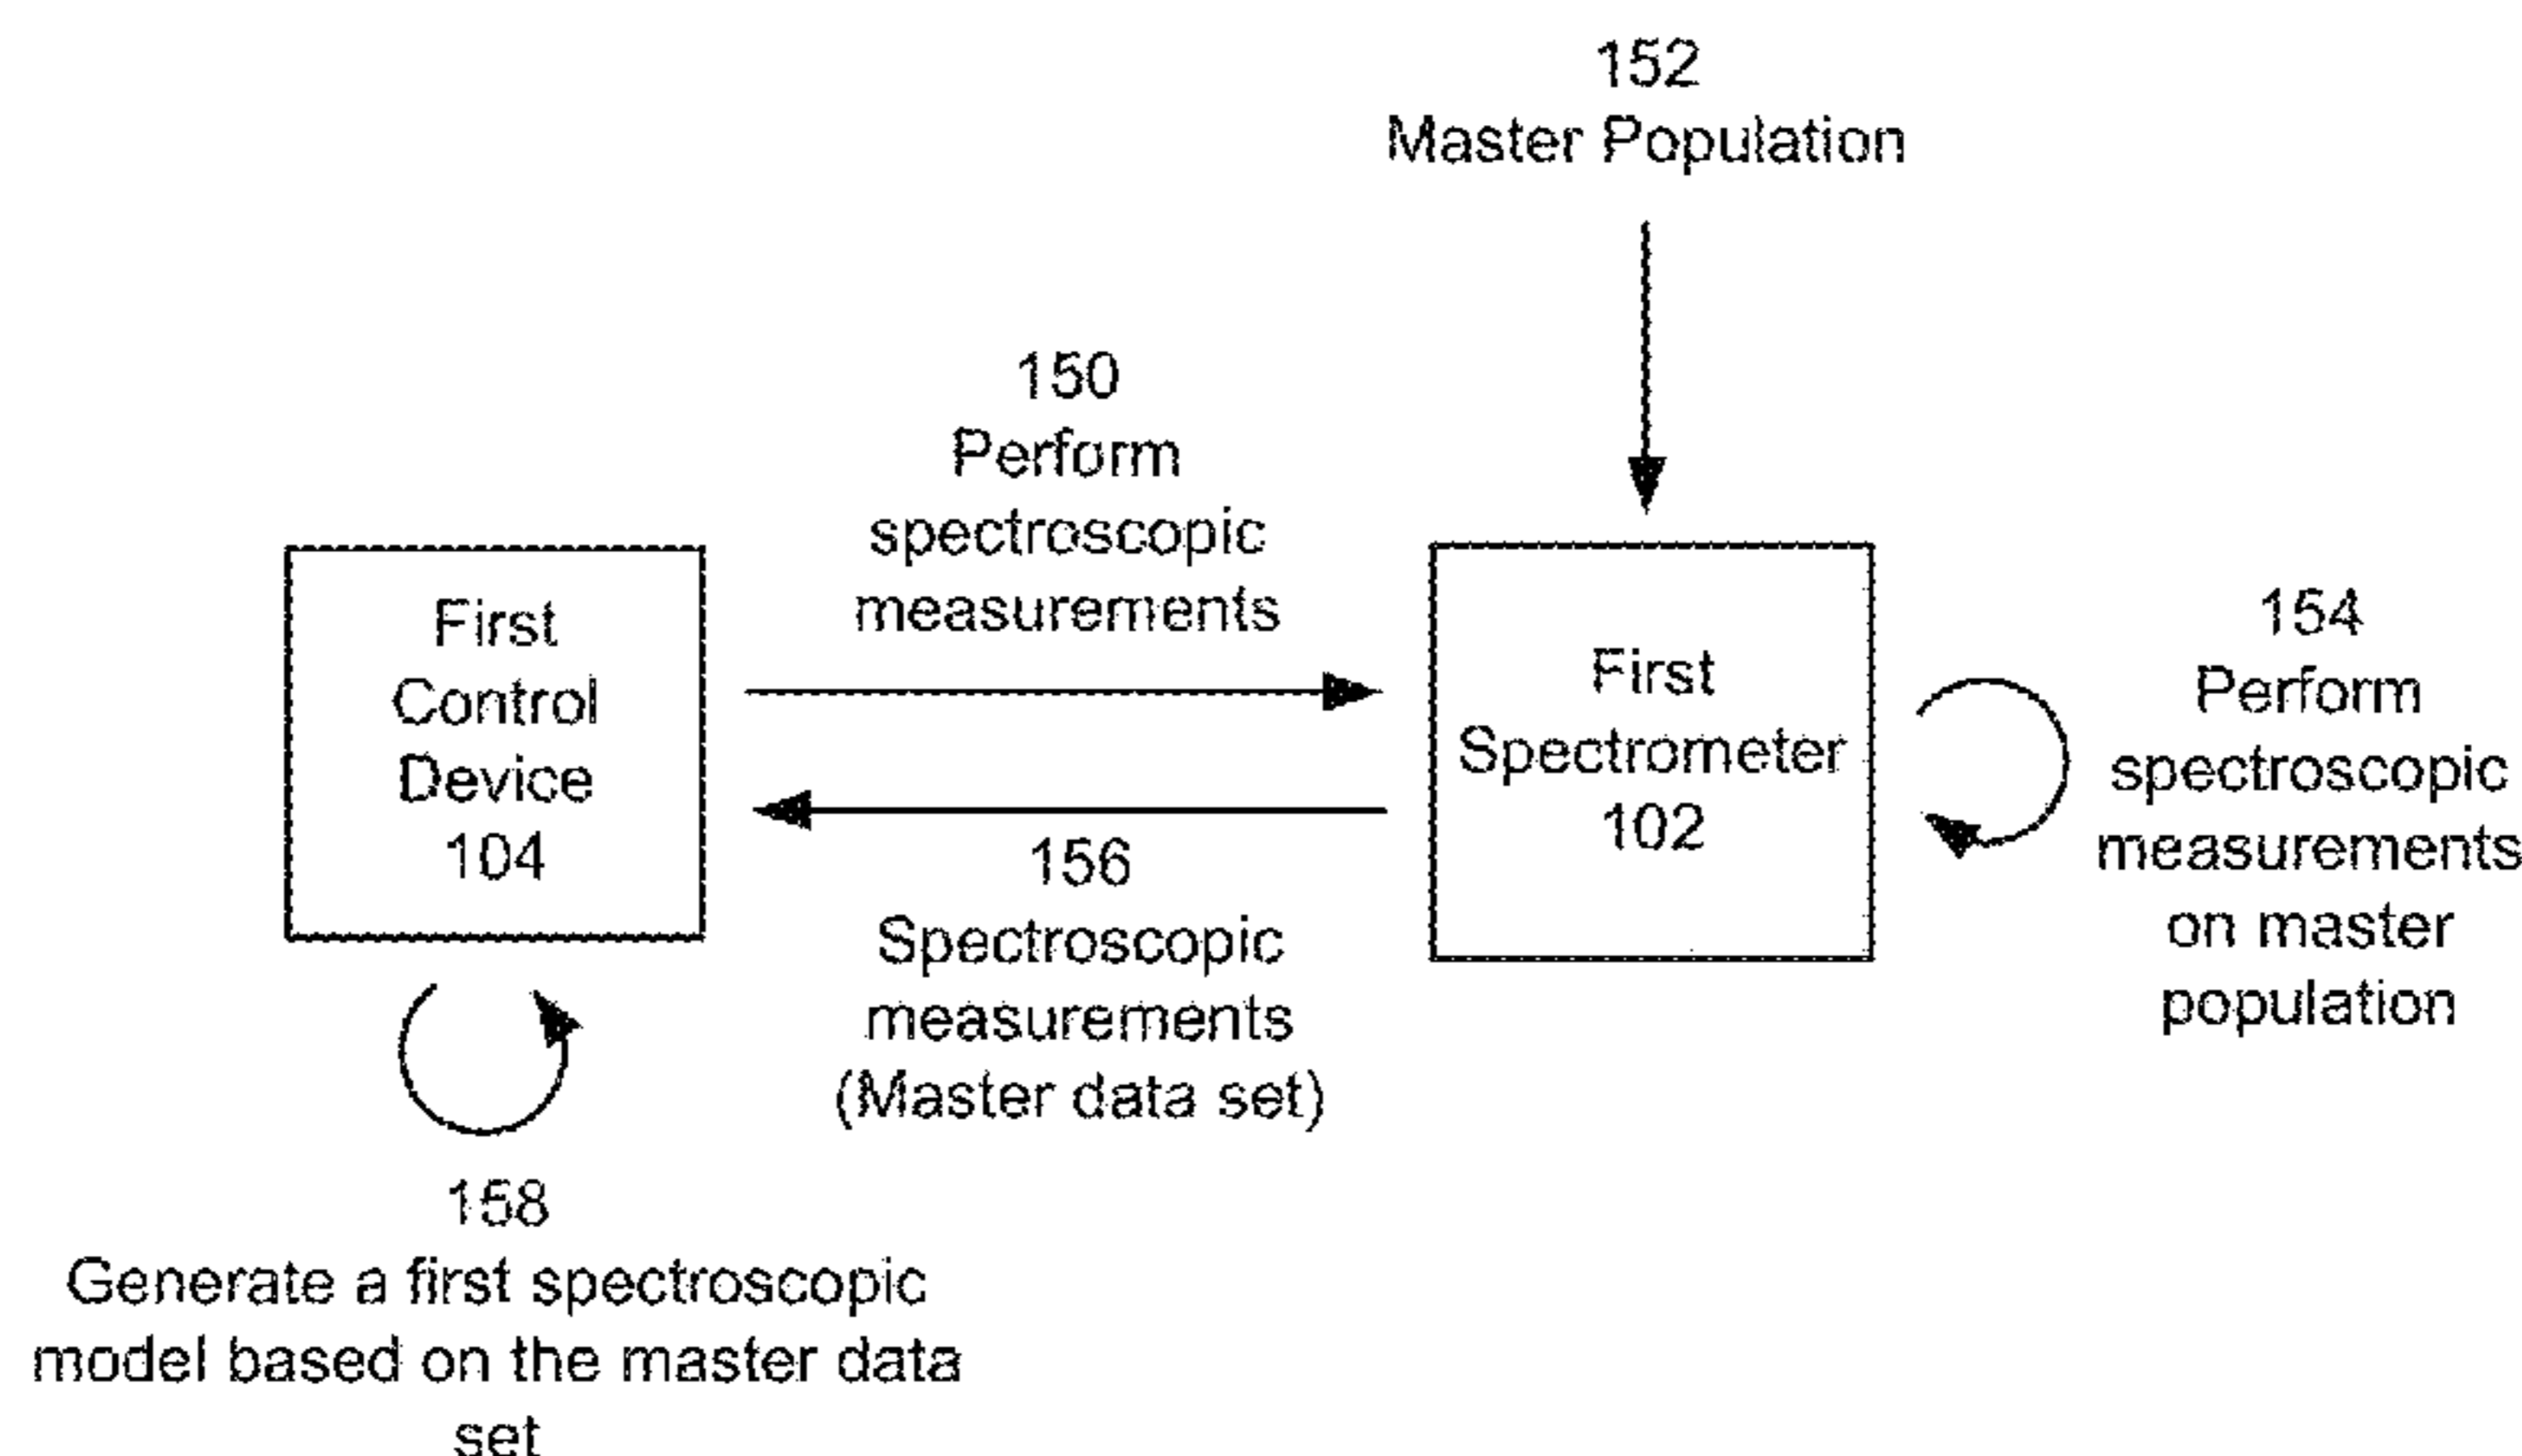 152
Master Population
150
Perform
spectroscopic
measurements
First
Control
Device
104
First
Spectrometer
102
154
Perform
spectroscopic
measurements
on master
population
156
Spectroscopic
measurements
(Master data set)
158
Generate a first spectroscopic
model based on the master data
set